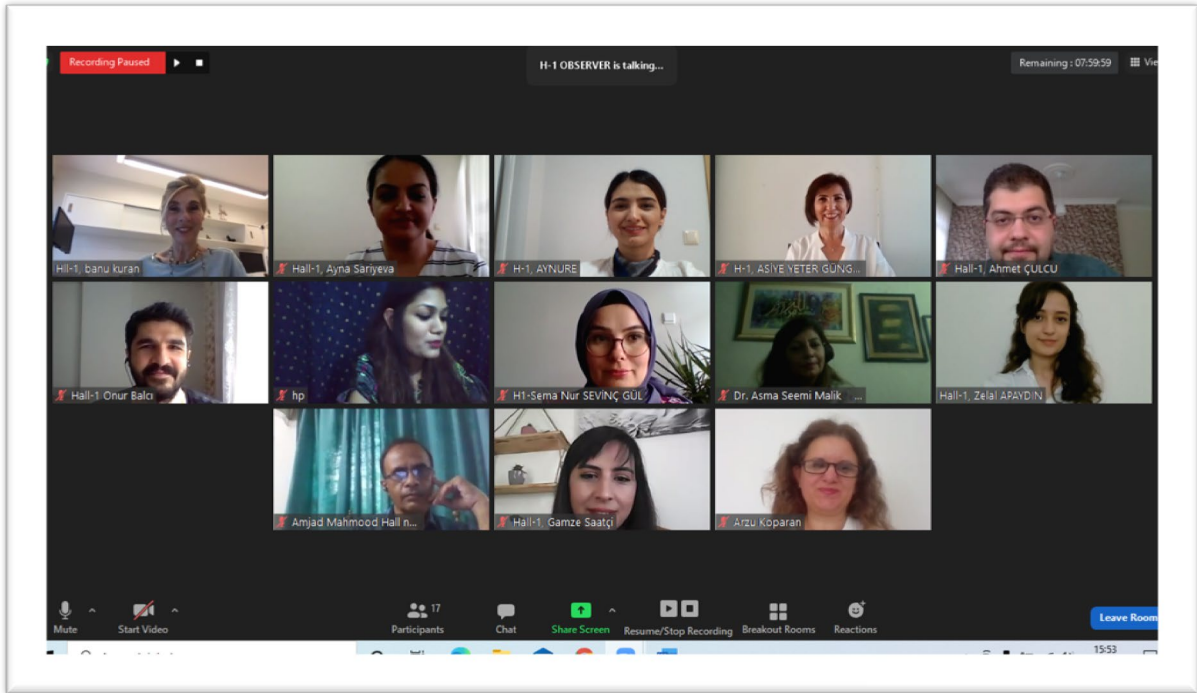 Recording Paused
H-1 OBSERVER is talking...
Remaining : 07:59:59
Vie
Hll-1, banu kuran
Hall-1, Ayna Sariyeva
H-1, AYNURE
H-1, ASİYE YETER GÜNG...
Hall-1, Ahmet ÇULCU
Hall-1 Onur Balcı
hp
H1-Sema Nur SEVİNÇ GÜL
Dr. Asma Seemi Malik ...
Hall-1, Zelal APAYDIN
Amjad Mahmood Hall n...
Hall-1, Gamze Saatçi
Arzu Koparan
Mute
Start Video
17
Participants
Chat
Share Screen
Resume/Stop Recording
Breakout Rooms
Reactions
Leave Room
15:53